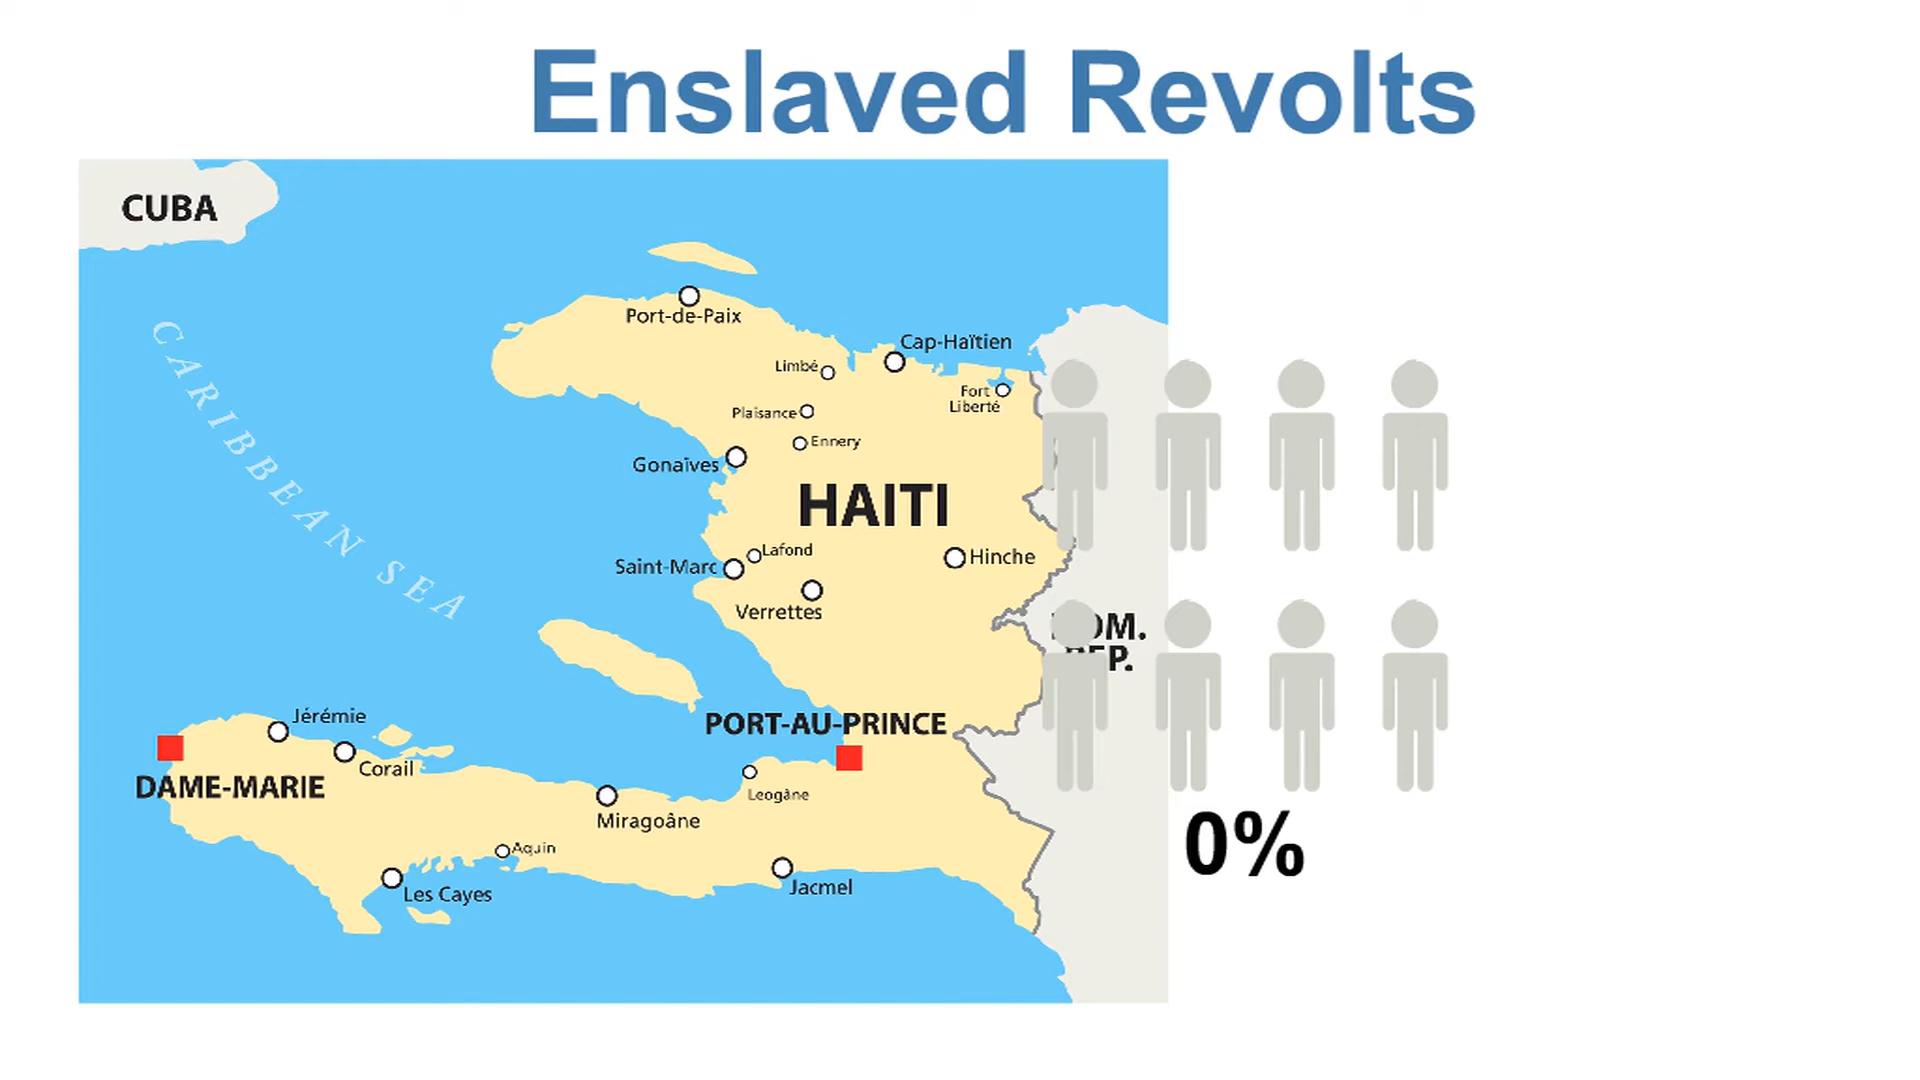 Enslaved Revolts
CUBA
CARIBBEAN SEA
Port-de-Paix
Cap-Haïtien
Limbé
Fort
Liberté
Plaisance
Ennery
Gonaïves
HAITI
Lafond
Hinche
Saint-Marc
Verrettes
OM.
P.
Jérémie
PORT-AU-PRINCE
Corail
DAME-MARIE
Leogâne
Miragoâne
0%
Aquin
Jacmel
Les Cayes